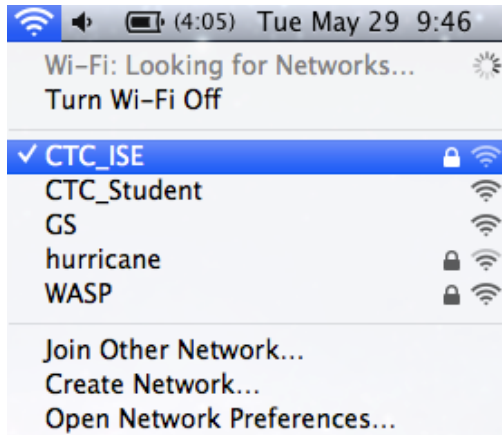 (4:05) Tue May 29 9:46
Wi-Fi: Looking for Networks...
Turn Wi-Fi Off
CTC_ISE
CTC_Student
GS
hurricane
WASP
Join Other Network...
Create Network...
Open Network Preferences...